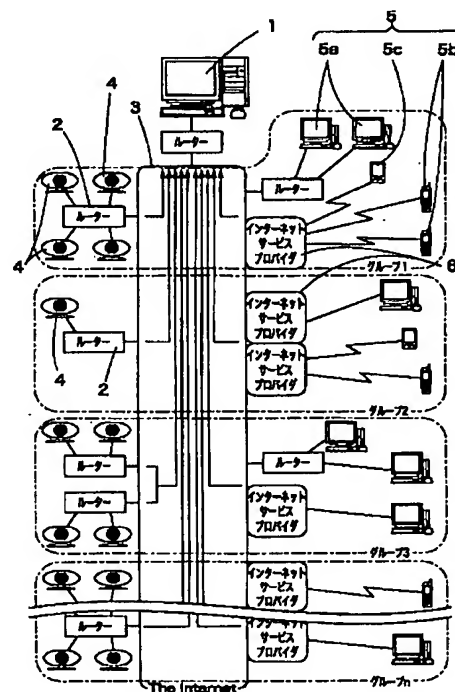 1
5
5a
5c
5b
4
3
2
ルーター
ルーター
ルーター
4
インターネット
サービス
プロバイダ
グループ1
6
4
2
ルーター
インターネット
サービス
プロバイダ
インターネット
サービス
プロバイダ
グループ2
ルーター
ルーター
ルーター
インターネット
サービス
プロバイダ
グループ3
ルーター
インターネット
サービス
プロバイダ
インターネット
サービス
プロバイダ
グループn
The Internet